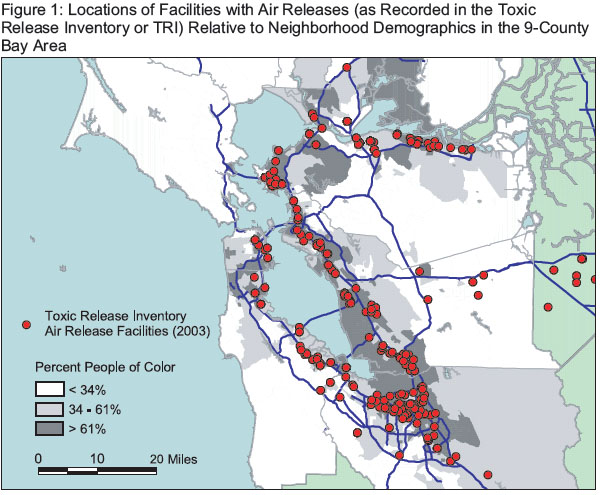 Figure 1: Locations of Facilities with Air Releases (as Recorded in the Toxic
Release Inventory or TRI) Relative to Neighborhood Demographics in the 9-County
Bay Area
Toxic Release Inventory
Air Release Facilities (2003)
Percent People of Color
< 34%
34 - 61%
> 61%
0 10 20 Miles